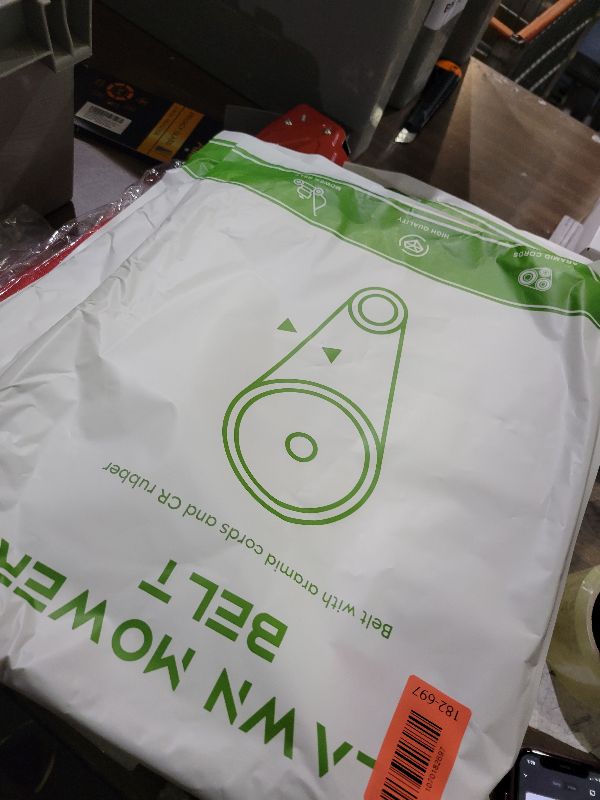 LAWN MOWER
BELT
Belt with aramid cords and CR rubber
ARAMID CORDS
HIGH QUALITY
182-697